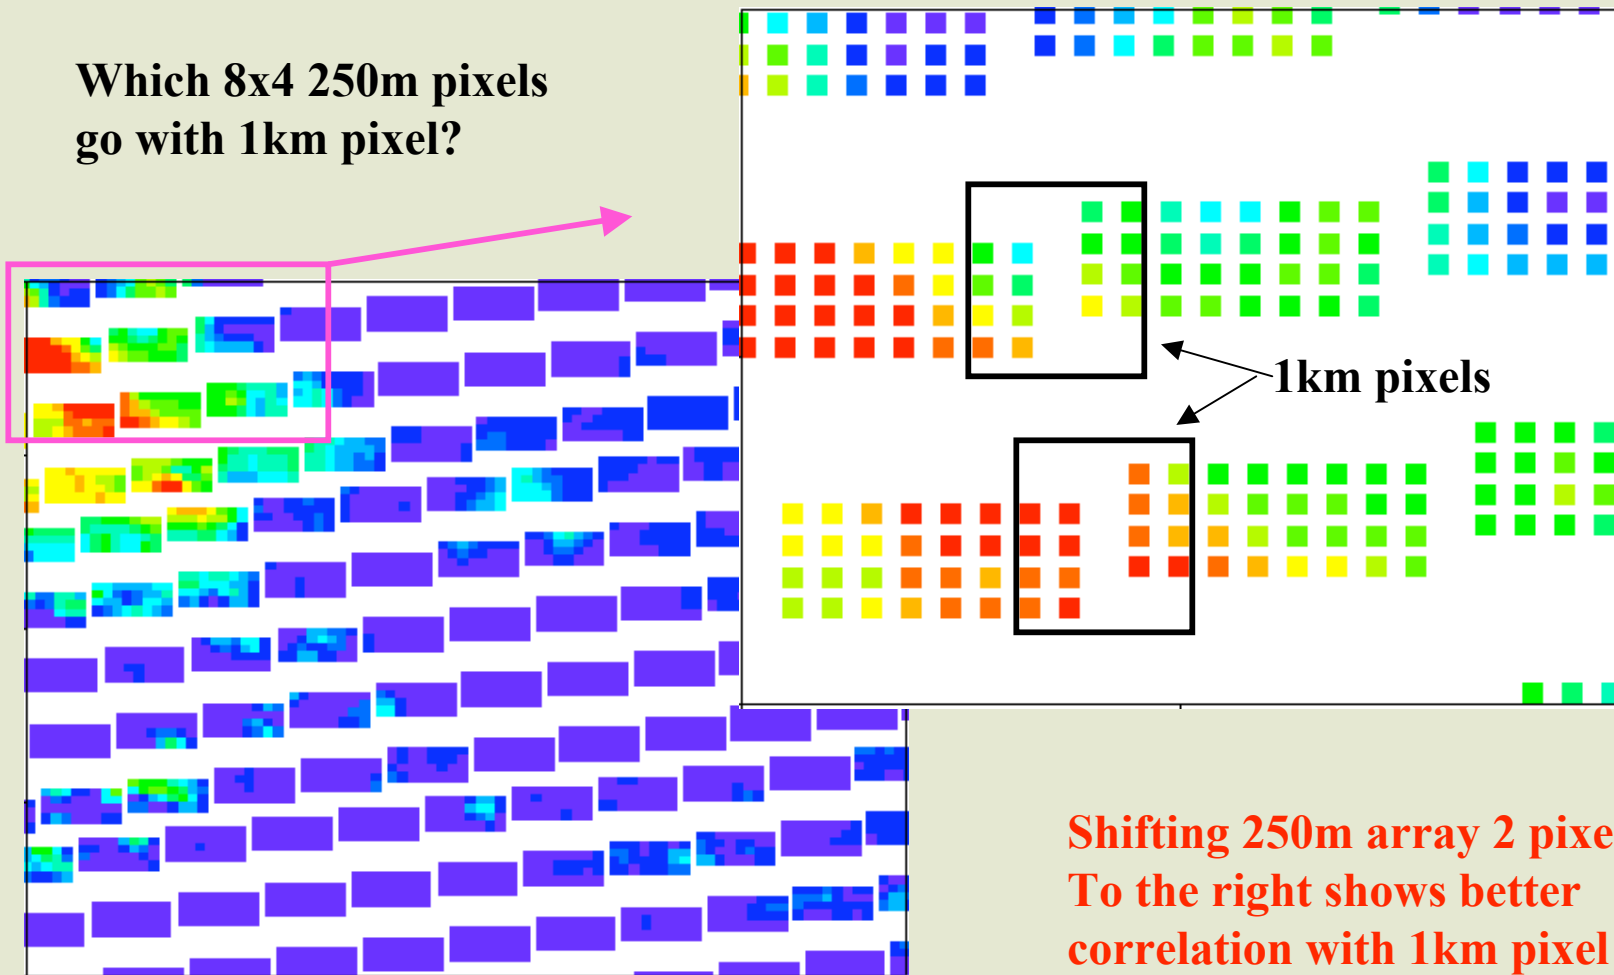 Which 8x4 250m pixels
go with 1km pixel?
1km pixels
Shifting 250m array 2 pixe
To the right shows better
correlation with 1km pixel